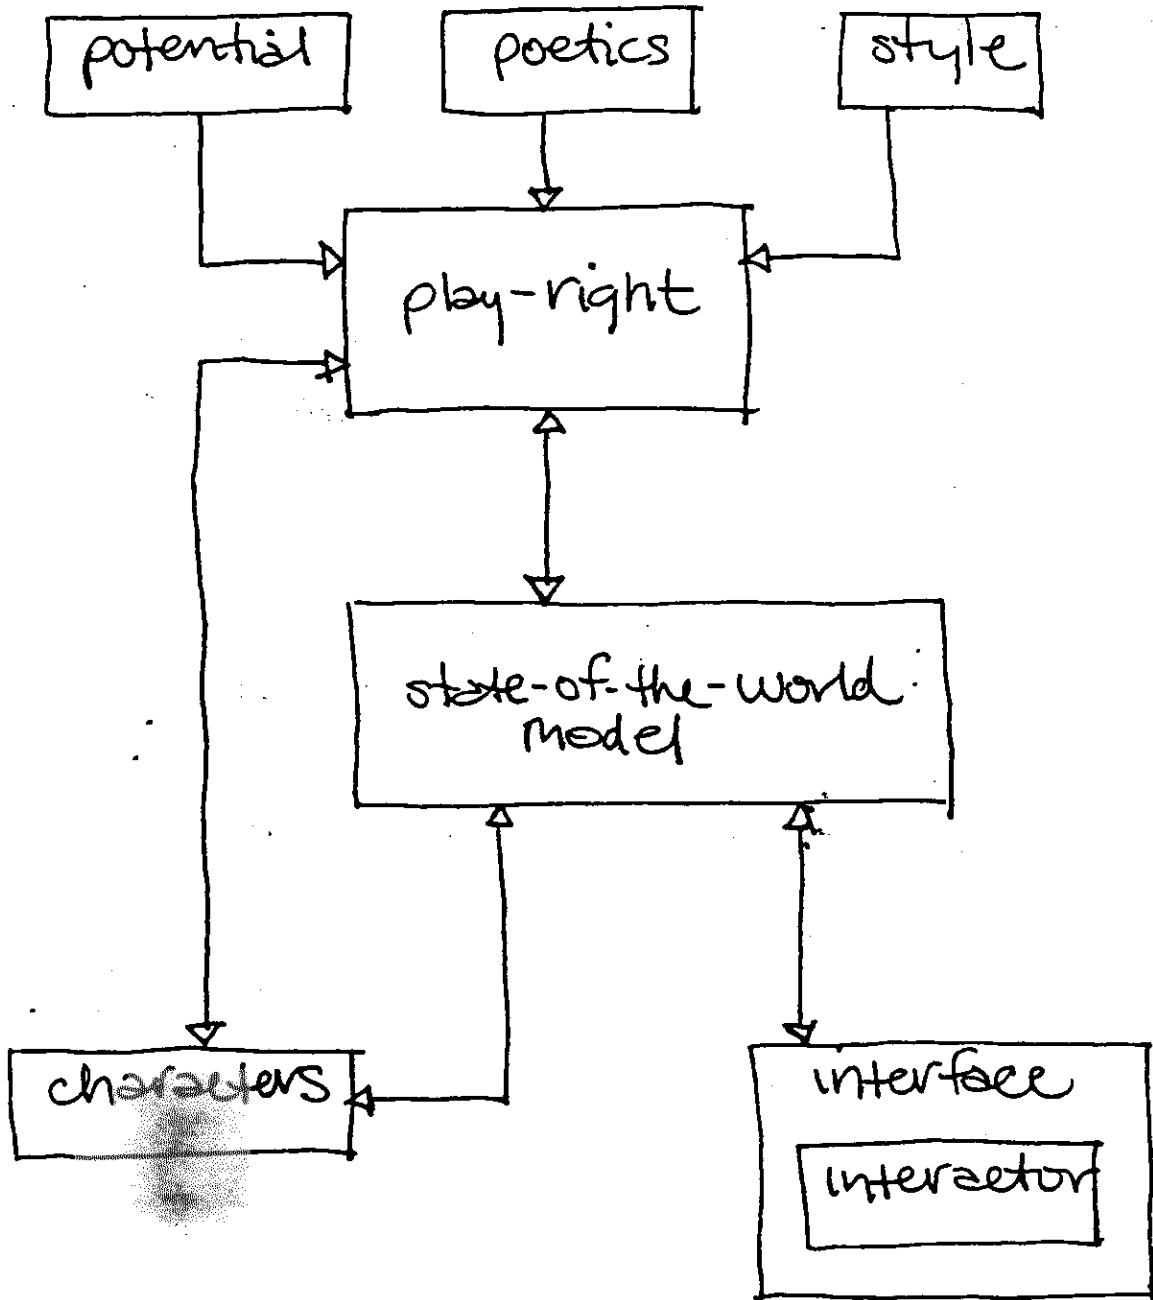 potential
poetics
style
play-right
state-of-the-world
model
characters
interface
interactor